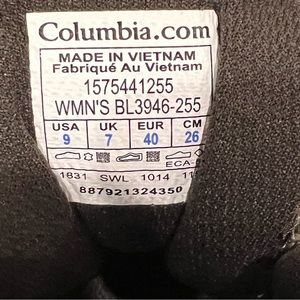 Columbia.com
MADE IN VIETNAM
Fabriqué Au Vietnam
1575441255
WMN'S BL3946-255
USA UK EUR CM
9 7 40 26
ECA-
1831 SWL 1014
887921324350